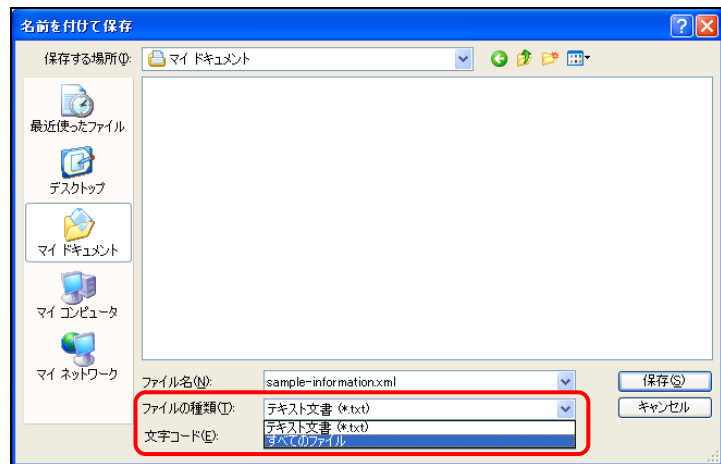 名前を付けて保存
保存する場所(I):
マイ ドキュメント
最近使ったファイル
デスクトップ
マイ ドキュメント
マイ コンピュータ
マイ ネットワーク
ファイル名(N):
sample-information.xml
保存(S)
ファイルの種類(T):
テキスト文書 (*.txt)
キャンセル
テキスト文書 (*.txt)
文字コード(E):
すべてのファイル